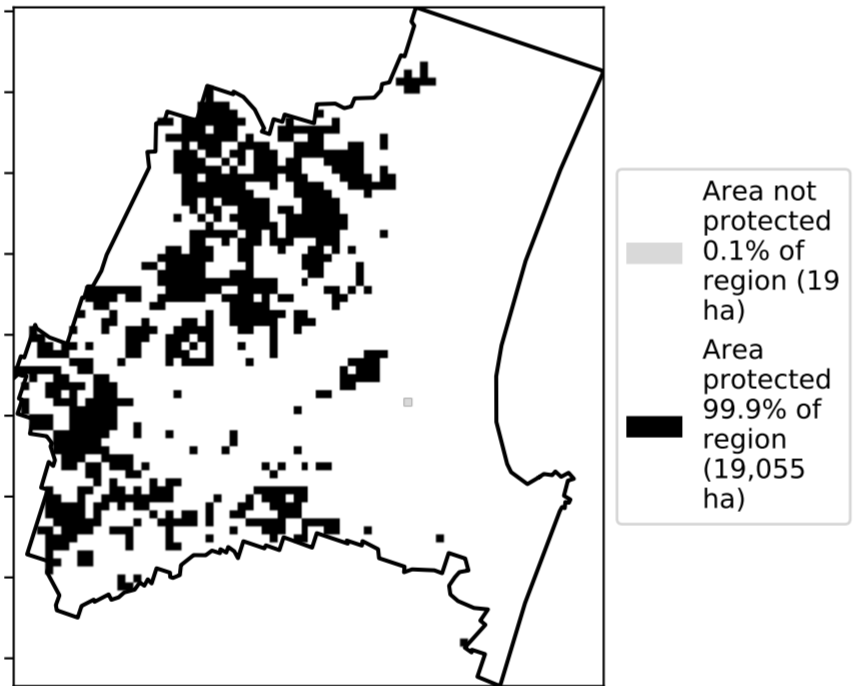 Area not
protected
0.1% of
region (19
ha)
Area
protected
99.9% of
region
(19,055
ha)